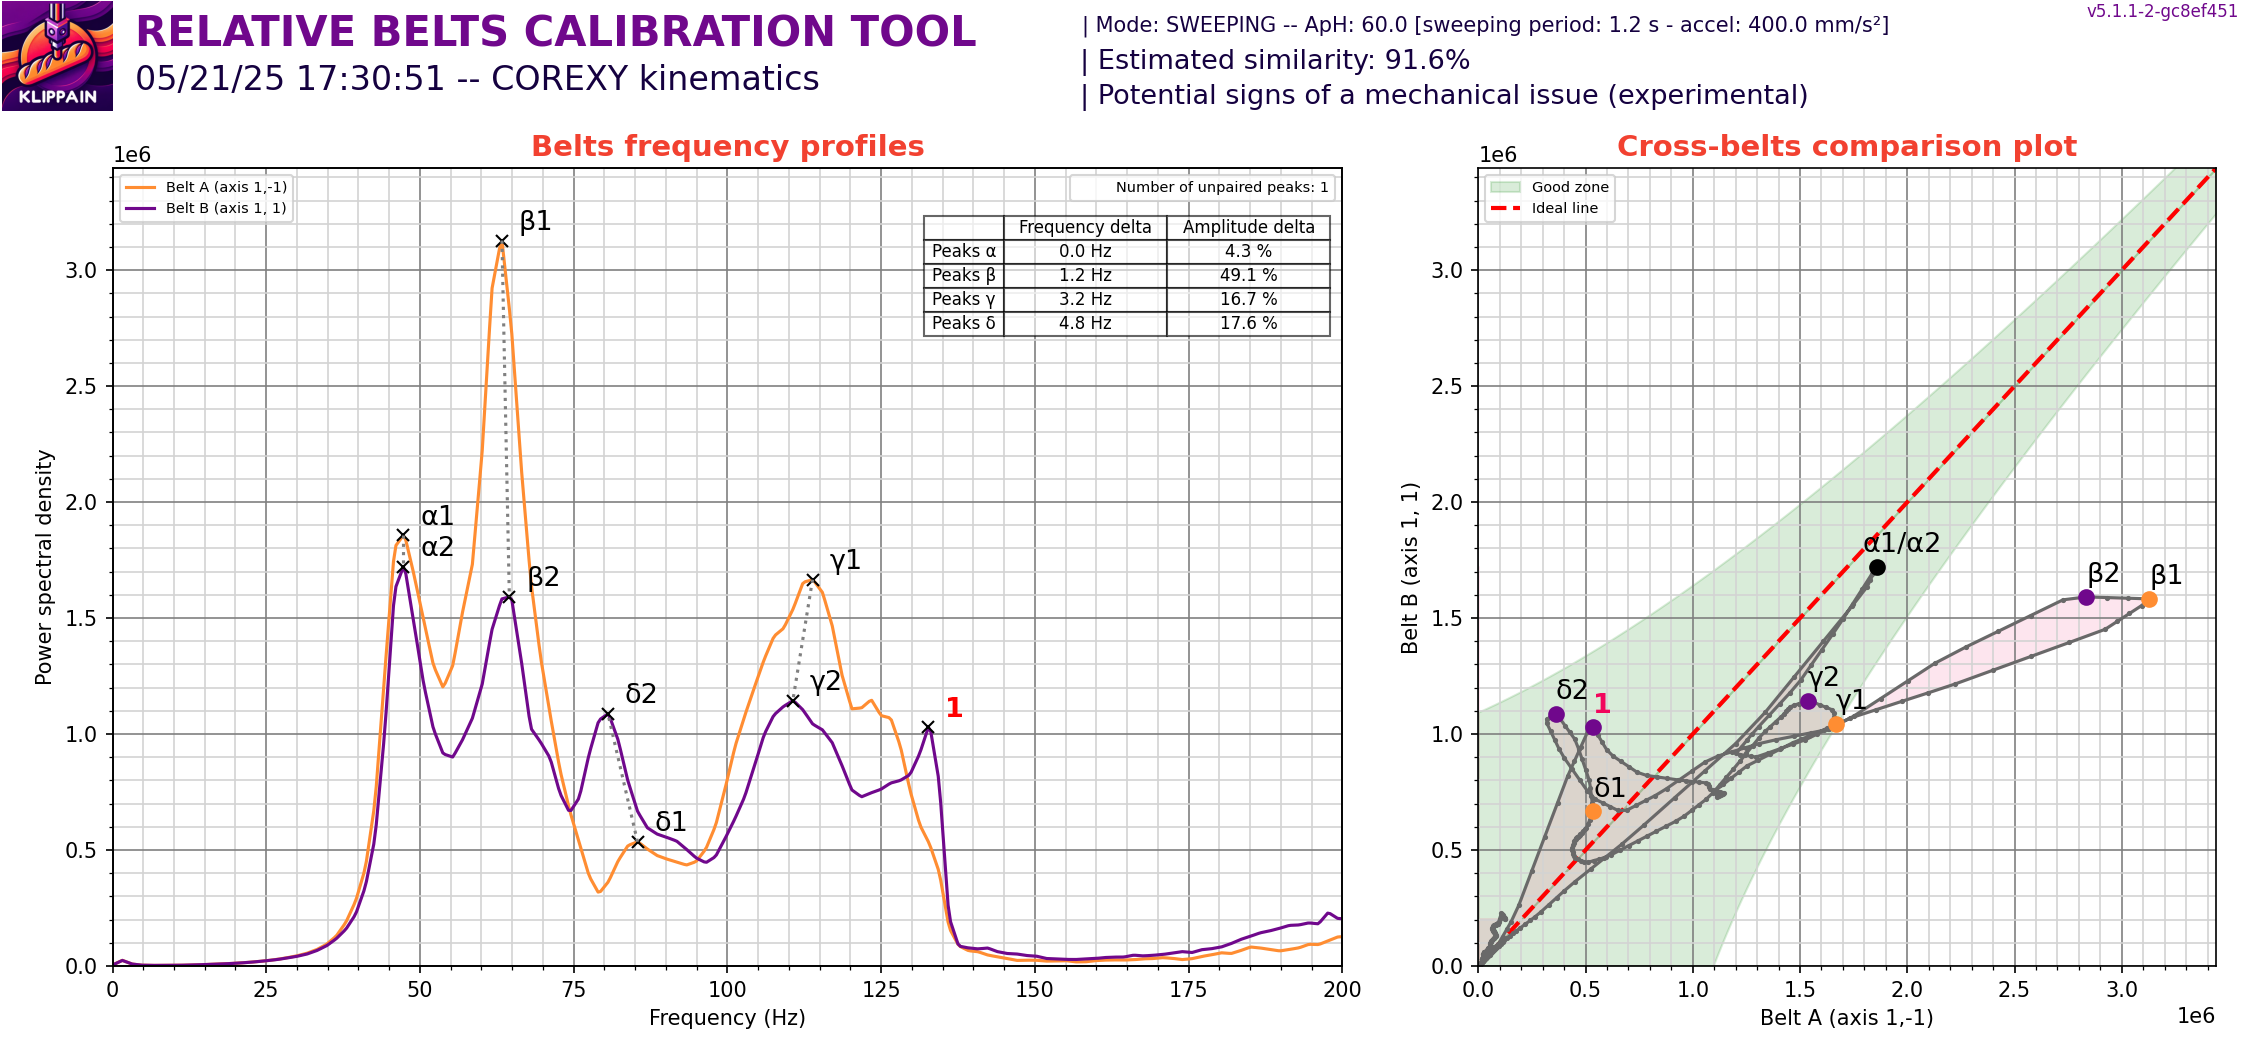 KLIPPAIN
RELATIVE BELTS CALIBRATION TOOL
05/21/25 17:30:51 -- COREXY kinematics
| Mode: SWEEPING -- ApH: 60.0 [sweeping period: 1.2 s - accel: 400.0 mm/s²]
| Estimated similarity: 91.6%
| Potential signs of a mechanical issue (experimental)
v5.1.1-2-gc8ef451
Belts frequency profiles
1e6
Belt A (axis 1,-1)
Belt B (axis 1, 1)
Number of unpaired peaks: 1
Frequency delta Amplitude delta
Peaks α 0.0 Hz 4.3 %
Peaks β 1.2 Hz 49.1 %
Peaks γ 3.2 Hz 16.7 %
Peaks δ 4.8 Hz 17.6 %
β1
α1
α2
β2
γ1
δ2
γ2
1
δ1
3.0
2.5
2.0
1.5
1.0
0.5
0.0
Power spectral density
0 25 50 75 100 125 150 175 200
Frequency (Hz)
Cross-belts comparison plot
1e6
Good zone
Ideal line
α1/α2
β2
β1
γ2
γ1
δ2
1
δ1
3.0
2.5
2.0
1.5
1.0
0.5
0.0
Belt B (axis 1, 1)
0.0 0.5 1.0 1.5 2.0 2.5 3.0
Belt A (axis 1,-1)
1e6